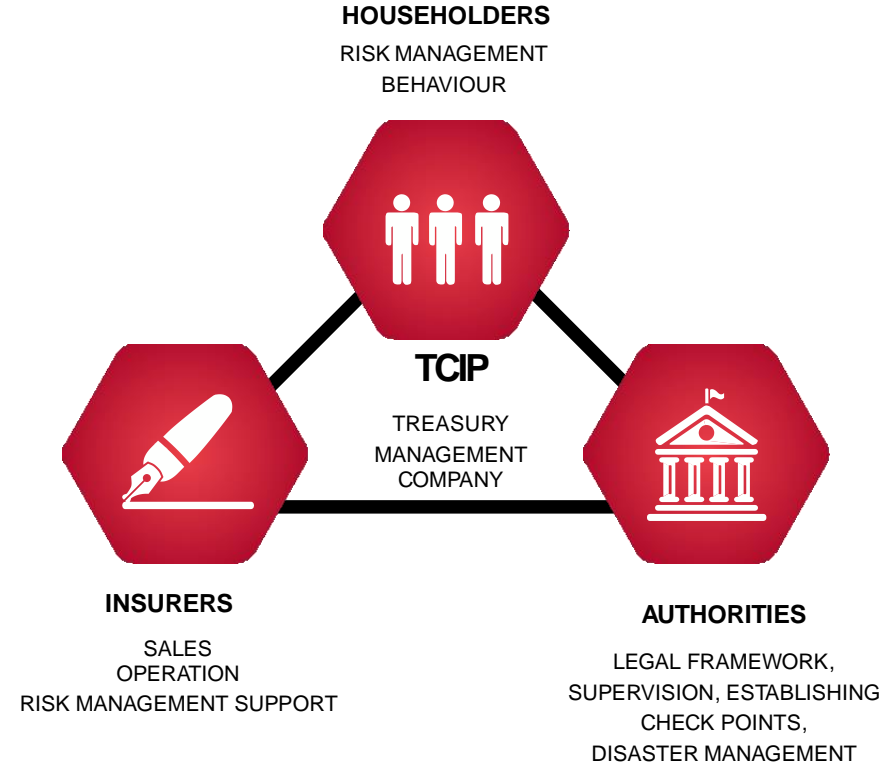 HOUSEHOLDERS
RISK MANAGEMENT
BEHAVIOUR
TCIP
TREASURY
MANAGEMENT
COMPANY
INSURERS
SALES
OPERATION
RISK MANAGEMENT SUPPORT
AUTHORITIES
LEGAL FRAMEWORK,
SUPERVISION, ESTABLISHING
CHECK POINTS,
DISASTER MANAGEMENT